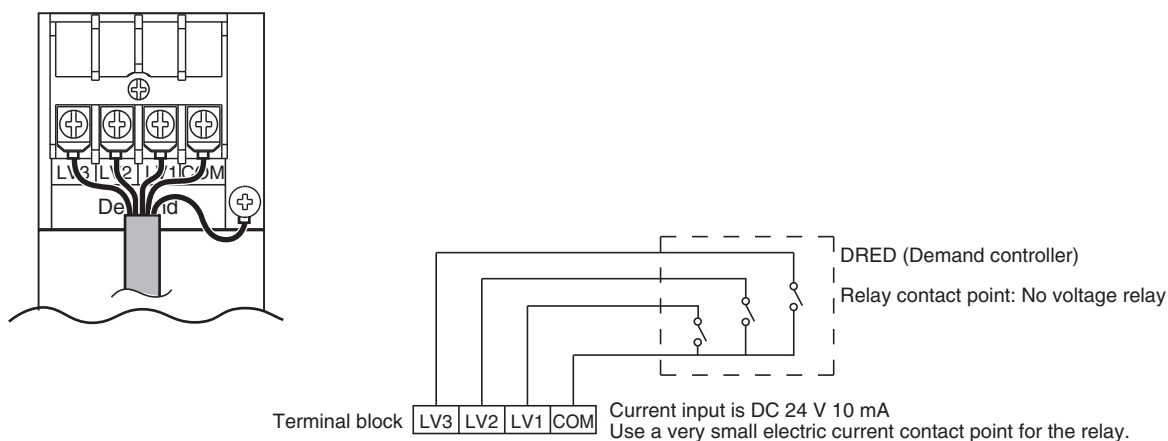 LV3 LV2 LV1 COM
DRED (Demand controller)
Relay contact point: No voltage relay
Terminal block LV3 LV2 LV1 COM
Current input is DC 24 V 10 mA
Use a very small electric current contact point for the relay.